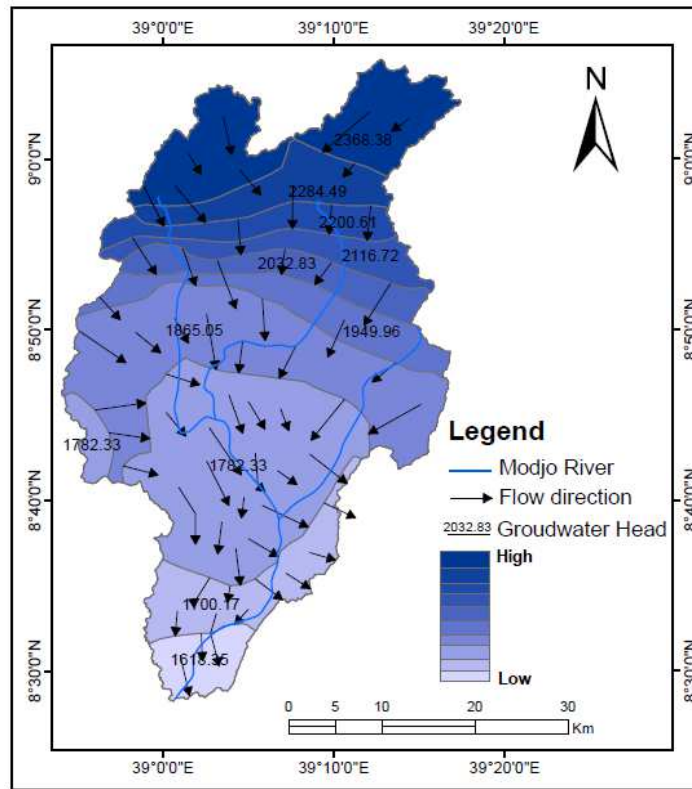 39°0'0"E 39°10'0"E 39°20'0"E
N
9°0'0"N 9°0'0"N
2368.38
2284.49
2200.61
2116.72
2032.83
8°50'0"N 8°50'0"N
1865.05 1949.96
Legend
1782.33 1782.33
Modjo River
Flow direction
8°40'0"N 8°40'0"N
2032.83 Groudwater Head
High
1700.17
1618.35
Low
8°30'0"N 8°30'0"N
0 5 10 20 30
Km
39°0'0"E 39°10'0"E 39°20'0"E